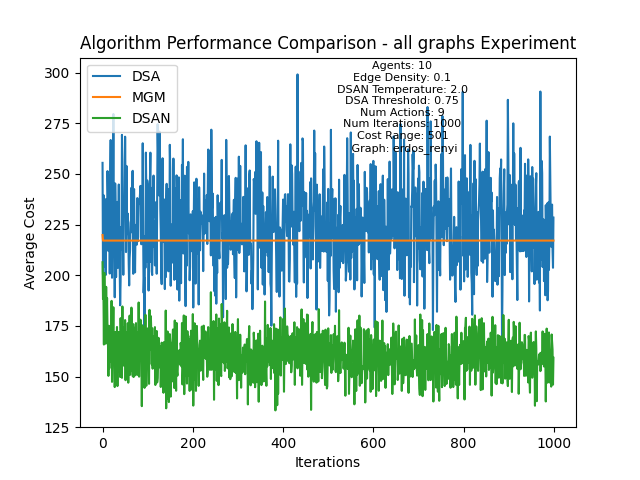 Algorithm Performance Comparison - all graphs Experiment
DSA
MGM
DSAN
Agents: 10
Edge Density: 0.1
DSAN Temperature: 2.0
DSA Threshold: 0.75
Num Actions: 9
Num Iterations: 1000
Cost Range: 501
Graph: erdos_renyi
Average Cost
300
275
250
225
200
175
150
125
0
200
400
600
800
1000
Iterations